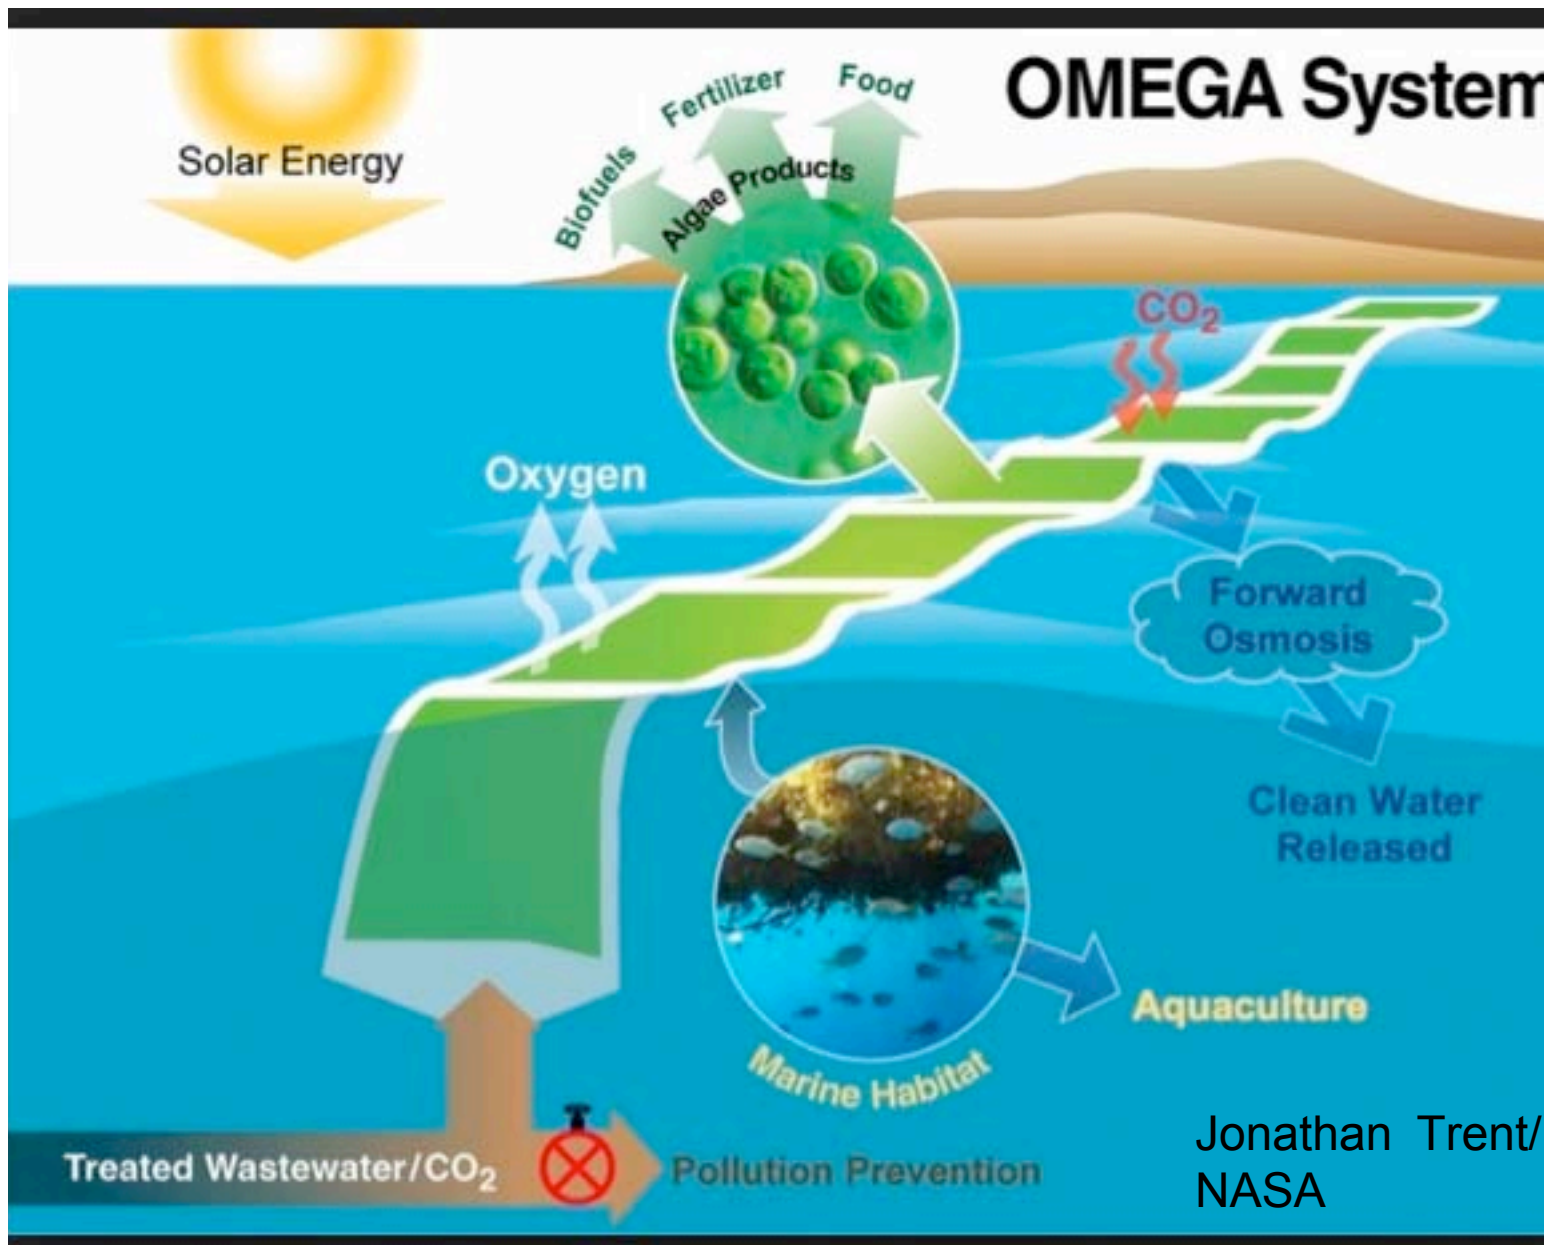 OMEGA System
Solar Energy
Biofuels
Fertilizer
Food
Algae Products
CO₂
Oxygen
Forward
Osmosis
Clean Water
Released
Aquaculture
Marine Habitat
Treated Wastewater/CO₂
Pollution Prevention
Jonathan Trent/
NASA